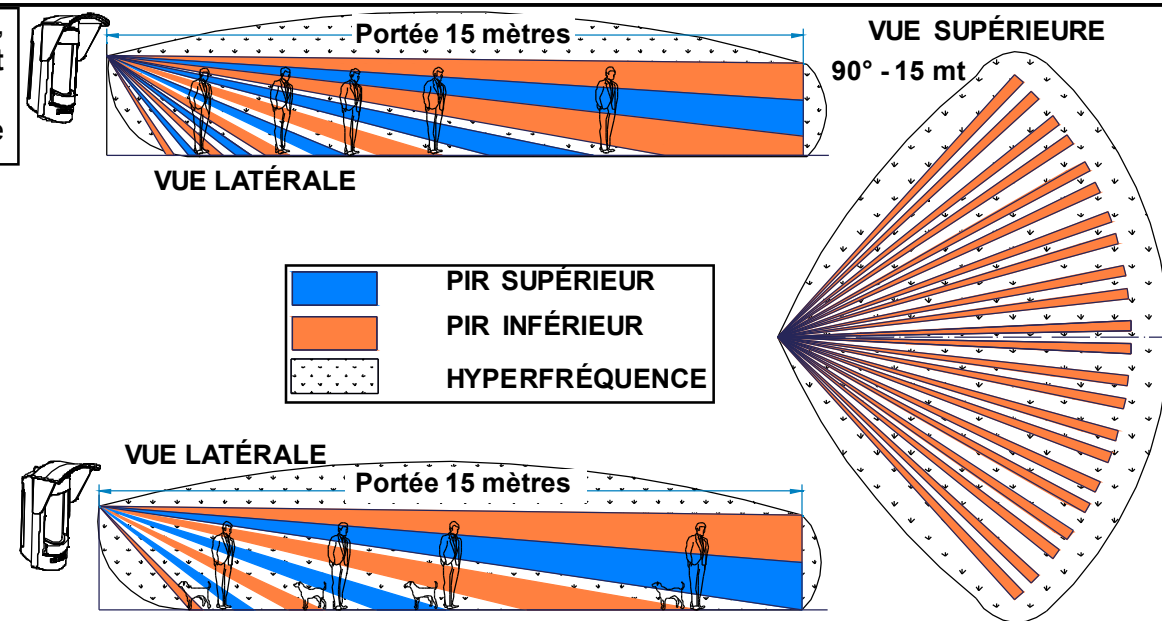 ,
t
e
Portée 15 mètres
VUE SUPÉRIEURE
90° - 15 mt
VUE LATÉRALE
PIR SUPÉRIEUR
PIR INFÉRIEUR
HYPERFRÉQUENCE
VUE LATÉRALE
Portée 15 mètres